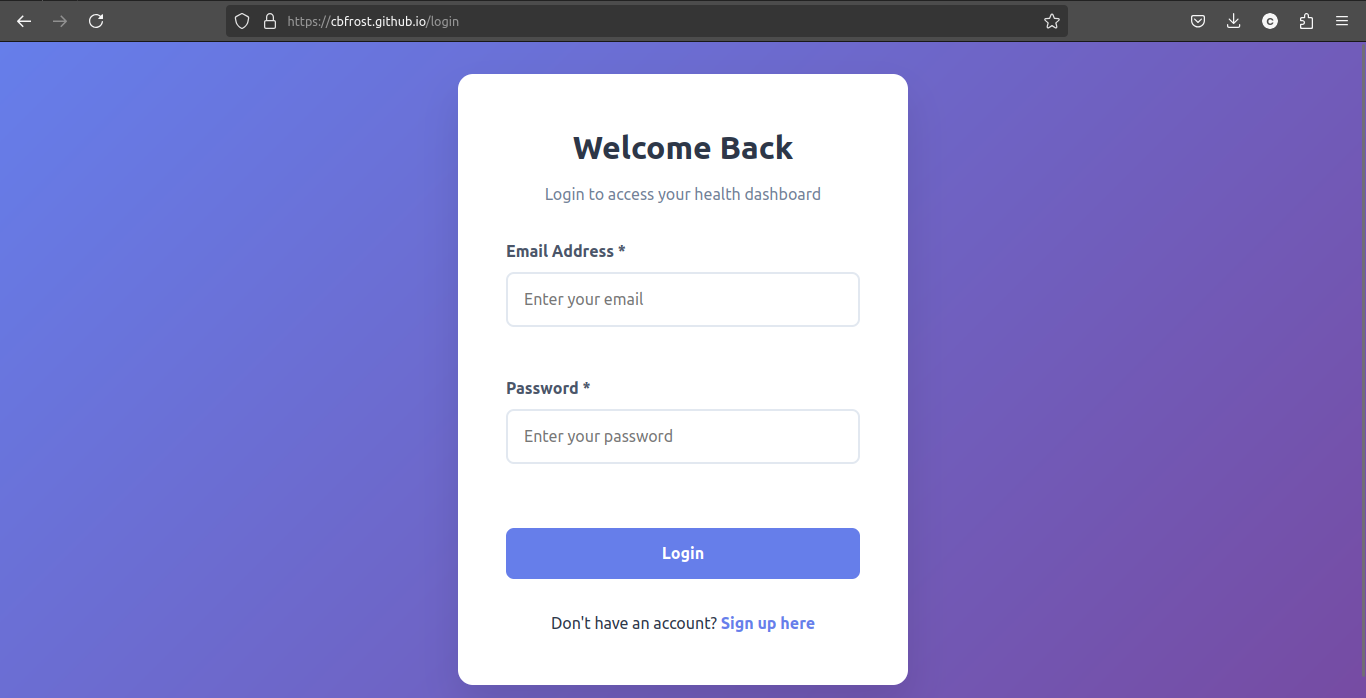 https://cbfrost.github.io/login
C
Welcome Back
Login to access your health dashboard
Email Address *
Enter your email
Password *
Enter your password
Login
Don't have an account? Sign up here